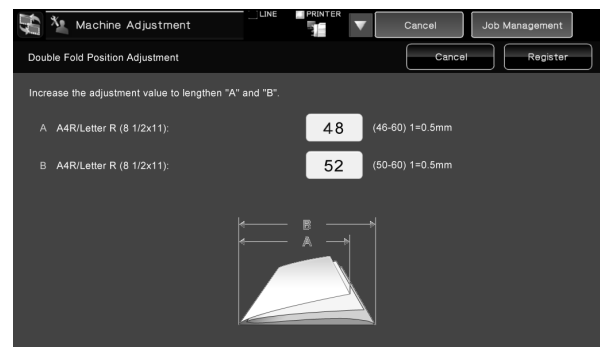 Machine Adjustment
LINE
PRINTER
Cancel
Job Management
Double Fold Position Adjustment
Cancel
Register
Increase the adjustment value to lengthen "A" and "B".
A A4R/Letter R (8 1/2x11): 48 (46-60) 1=0.5mm
B A4R/Letter R (8 1/2x11): 52 (50-60) 1=0.5mm
B
A